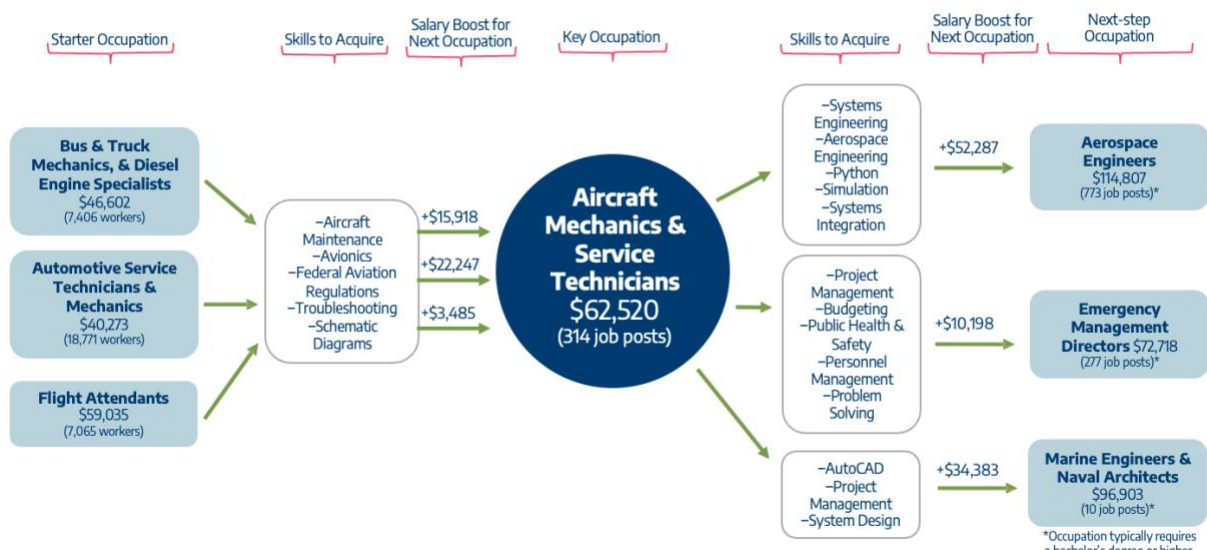 Starter Occupation
Skills to Acquire
Salary Boost for
Next Occupation
Key Occupation
Skills to Acquire
Salary Boost for
Next Occupation
Next-step
Occupation
Bus & Truck
Mechanics, & Diesel
Engine Specialists
$46,602
(7,406 workers)
Automotive Service
Technicians &
Mechanics
$40,273
(18,771 workers)
Flight Attendants
$59,035
(7,065 workers)
–Aircraft
Maintenance
–Avionics
–Federal Aviation
Regulations
–Troubleshooting
–Schematic
Diagrams
+$15,918
+$22,247
+$3,485
Aircraft
Mechanics &
Service
Technicians
$62,520
(314 job posts)
–Systems
Engineering
–Aerospace
Engineering
–Python
–Simulation
–Systems
Integration
+$52,287
Aerospace
Engineers
$114,807
(773 job posts)*
–Project
Management
–Budgeting
–Public Health &
Safety
–Personnel
Management
–Problem
Solving
+$10,198
Emergency
Management
Directors $72,718
(277 job posts)*
–AutoCAD
–Project
Management
–System Design
+$34,383
Marine Engineers &
Naval Architects
$96,903
(10 job posts)*
*Occupation typically requires
a bachelor's degree or higher